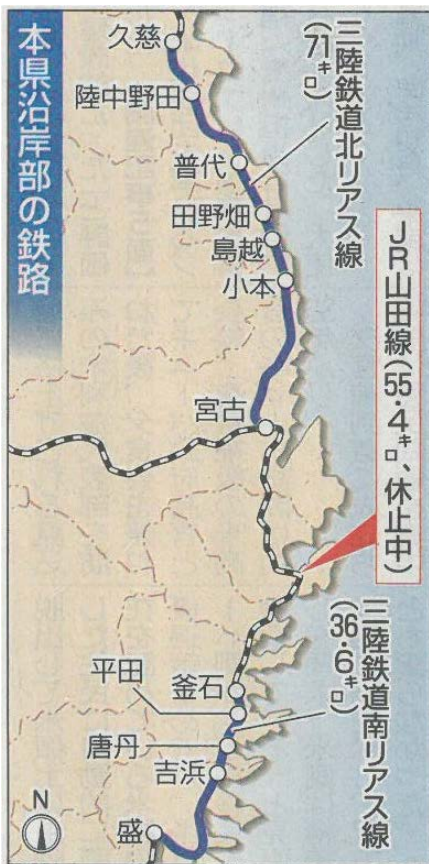 本県沿岸部の鉄路
久慈
陸中野田
普代
田野畑
島越
小本
宮古
三陸鉄道北リアス線
(71㌔)
JR山田線(55・4㌔、休止中)
三陸鉄道南リアス線
(36・6㌔)
釜石
平田
唐丹
吉浜
盛
N